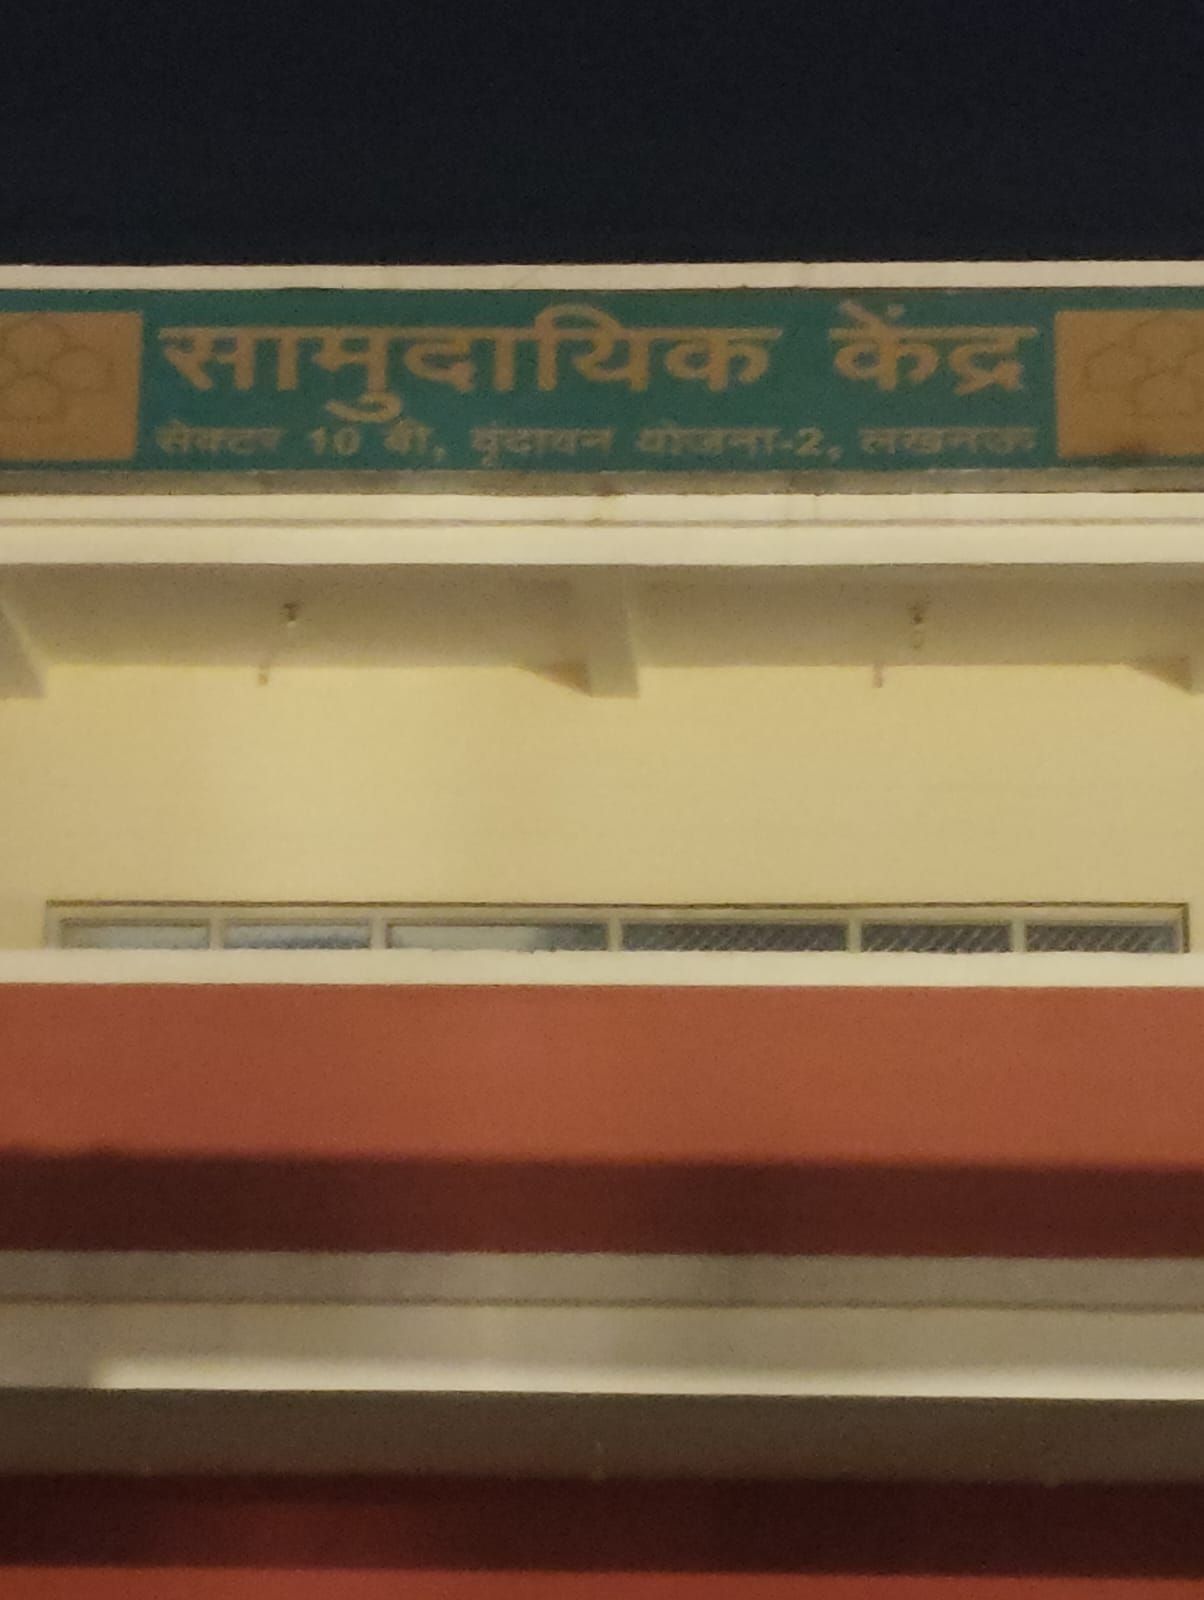 सामुदायिक केंद्र
सेक्टर 10 बी, वृंदावन योजना-2, लखनऊ